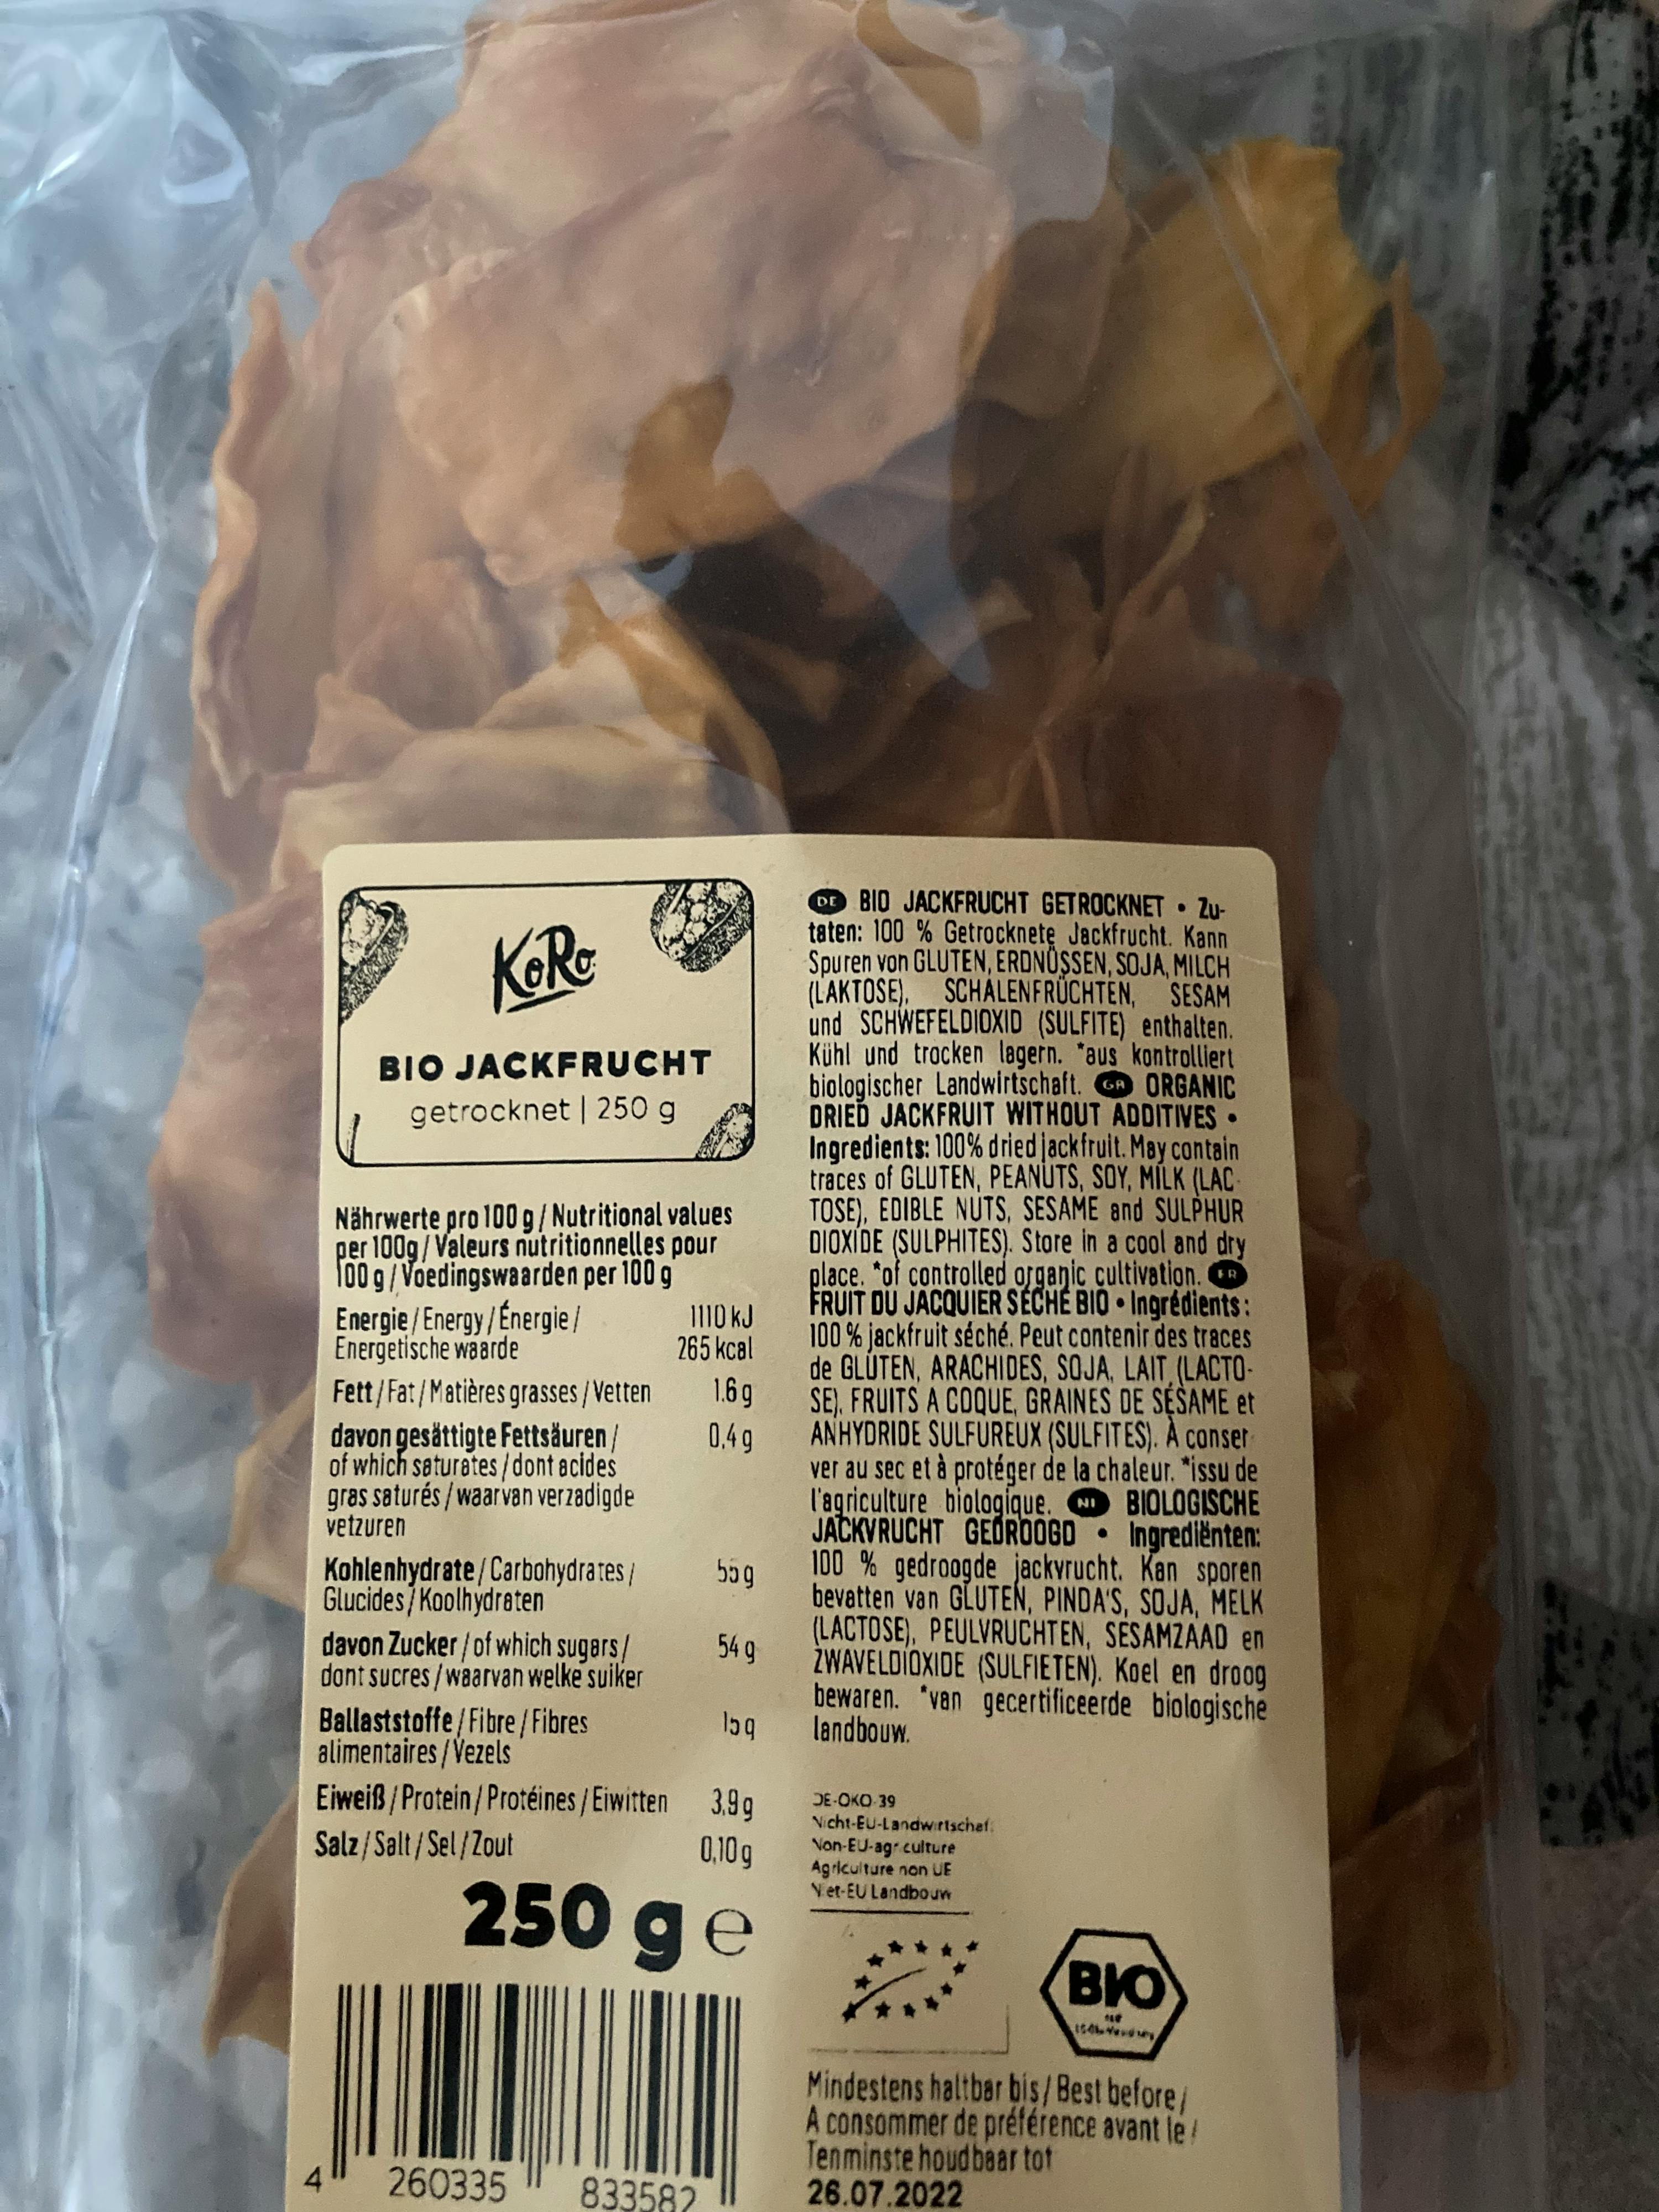 KoRo
BIO JACKFRUCHT
getrocknet | 250 g
Nährwerte pro 100 g / Nutritional values
per 100g / Valeurs nutritionnelles pour
100 g / Voedingswaarden per 100 g
Energie / Energy / Énergie / 1110 kJ
Energetische waarde 265 kcal
Fett / Fat / Matières grasses / Vetten 1.6 g
davon gesättigte Fettsäuren / 0,4 g
of which saturates / dont acides
gras saturés / waarvan verzadigde
vetzuren
Kohlenhydrate / Carbohydrates / 55 g
Glucides / Koolhydraten
davon Zucker / of which sugars / 54 g
dont sucres / waarvan welke suiker
Ballaststoffe / Fibre / Fibres 15 g
alimentaires / Vezels
Eiweiß / Protein / Protéines / Eiwitten 3,9 g
Salz / Salt / Sel / Zout 0,10 g
250 g e
4 260335 833582
DE BIO JACKFRUCHT GETROCKNET • Zu-
taten: 100 % Getrocknete Jackfrucht. Kann
Spuren von GLUTEN, ERDNÜSSEN, SOJA, MILCH
(LAKTOSE), SCHALENFRÜCHTEN, SESAM
und SCHWEFELDIOXID (SULFITE) enthalten.
Kühl und trocken lagern. *aus kontrolliert
biologischer Landwirtschaft. GB ORGANIC
DRIED JACKFRUIT WITHOUT ADDITIVES •
Ingredients: 100% dried jackfruit. May contain
traces of GLUTEN, PEANUTS, SOY, MILK (LAC-
TOSE), EDIBLE NUTS, SESAME and SULPHUR
DIOXIDE (SULPHITES). Store in a cool and dry
place. *of controlled organic cultivation. FR
FRUIT DU JACQUIER SÉCHÉ BIO • Ingrédients:
100 % jackfruit séché. Peut contenir des traces
de GLUTEN, ARACHIDES, SOJA, LAIT (LACTO-
SE), FRUITS A COQUE, GRAINES DE SÉSAME et
ANHYDRIDE SULFUREUX (SULFITES). À conser-
ver au sec et à protéger de la chaleur. *issu de
l'agriculture biologique. Nl BIOLOGISCHE
JACKVRUCHT GEDROOGD • Ingrediënten:
100 % gedroogde jackvrucht. Kan sporen
bevatten van GLUTEN, PINDA'S, SOJA, MELK
(LACTOSE), PEULVRUCHTEN, SESAMZAAD en
ZWAVELDIOXIDE (SULFIETEN). Koel en droog
bewaren. *van gecertificeerde biologische
landbouw.
DE-ÖKO-39
Nicht-EU-Landwirtschaf.
Non-EU-agriculture
Agriculture non UE
Niet-EU Landbouw
BIO
Mindestens haltbar bis / Best before /
A consommer de préférence avant le /
Tenminste houdbaar tot
26.07.2022